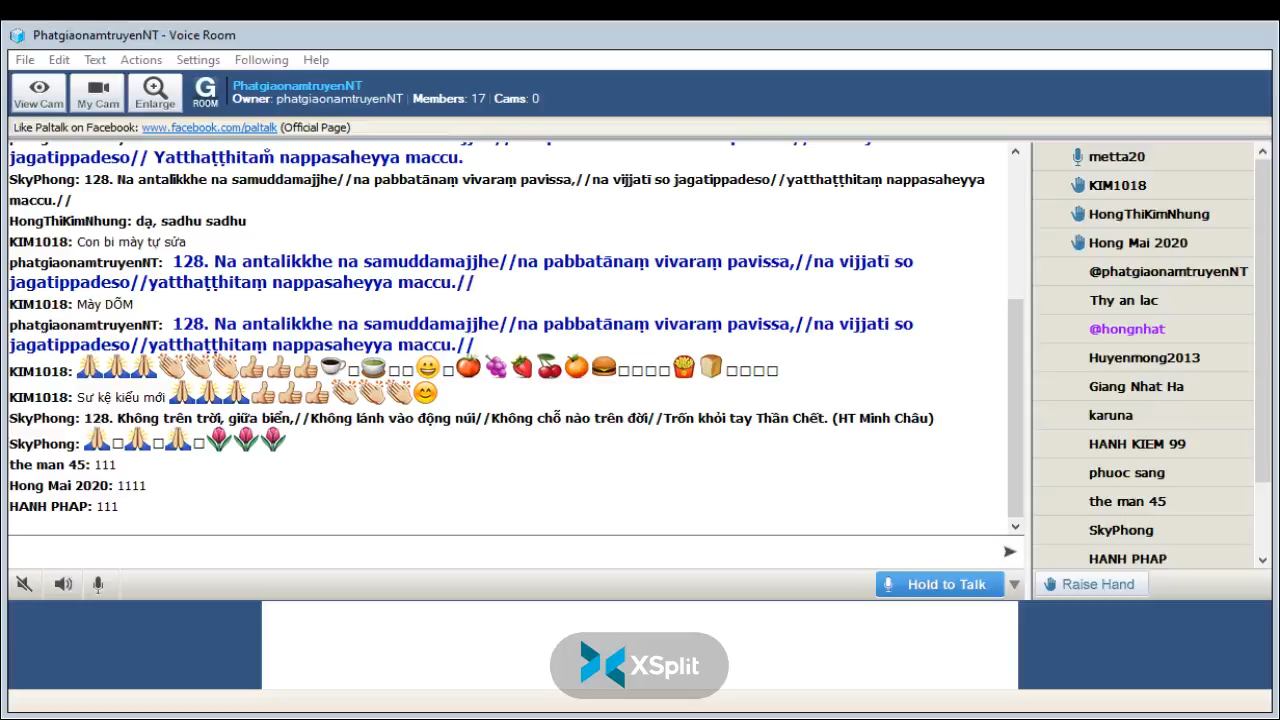 PhatgiaonamtruyenNT - Voice Room
File Edit Text Actions Settings Following Help
View Cam
My Cam
Enlarge
G ROOM
PhatgiaonamtruyenNT
Owner: phatgiaonamtruyenNT | Members: 17 | Cams: 0
Like Paltalk on Facebook: www.facebook.com/paltalk (Official Page)
jagatippadeso// Yatthaṭṭhitaṁ nappasaheyya maccu.
SkyPhong: 128. Na antalikkhe na samuddamajjhe//na pabbatānaṃ vivaraṃ pavissa,//na vijjati so jagatippadeso//yatthaṭṭhitaṃ nappasaheyya
maccu.//
HongThiKimNhung: dạ, sadhu sadhu
KIM1018: Con bi mày tự sửa
phatgiaonamtruyenNT: 128. Na antalikkhe na samuddamajjhe//na pabbatānaṃ vivaraṃ pavissa,//na vijjatī so
jagatippadeso//yatthaṭṭhitaṃ nappasaheyya maccu.//
KIM1018: Mày DÕM
phatgiaonamtruyenNT: 128. Na antalikkhe na samuddamajjhe//na pabbatānaṃ vivaraṃ pavissa,//na vijjati so
jagatippadeso//yatthaṭṭhitaṃ nappasaheyya maccu.//
KIM1018: 🙏🙏🙏👏👏👏👍👍👍☕□🍵□□😀□🍅🍇🍓🍒🍊🍔□□□□🍟🍞□□□□
KIM1018: Sư kệ kiểu mới 🙏🙏🙏👍👍👍👏👏👏😊
SkyPhong: 128. Không trên trời, giữa biển,//Không lánh vào động núi//Không chỗ nào trên đời//Trốn khỏi tay Thần Chết. (HT Minh Châu)
SkyPhong: 🙏□🙏□🙏□🌷🌷🌷
the man 45: 111
Hong Mai 2020: 1111
HANH PHAP: 111
metta20
KIM1018
HongThiKimNhung
Hong Mai 2020
@phatgiaonamtruyenNT
Thy an lac
@hongnhat
Huyenmong2013
Giang Nhat Ha
karuna
HANH KIEM 99
phuoc sang
the man 45
SkyPhong
HANH PHAP
Hold to Talk
Raise Hand
XSplit